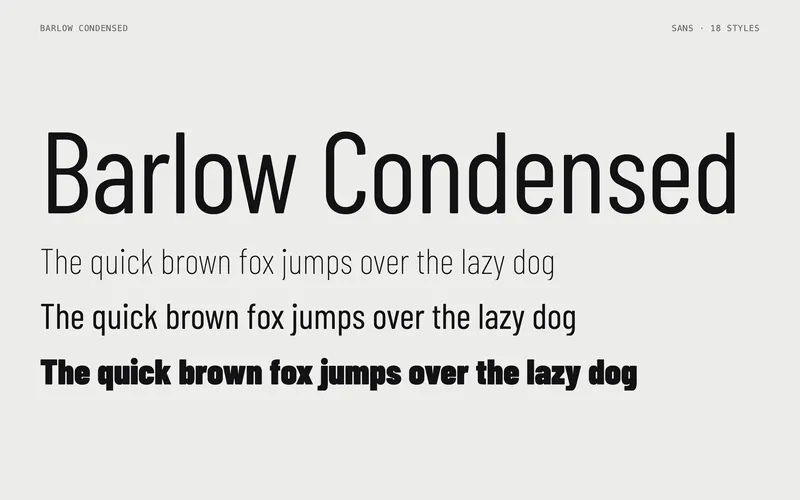 BARLOW CONDENSED
SANS · 18 STYLES
Barlow Condensed
The quick brown fox jumps over the lazy dog
The quick brown fox jumps over the lazy dog
The quick brown fox jumps over the lazy dog